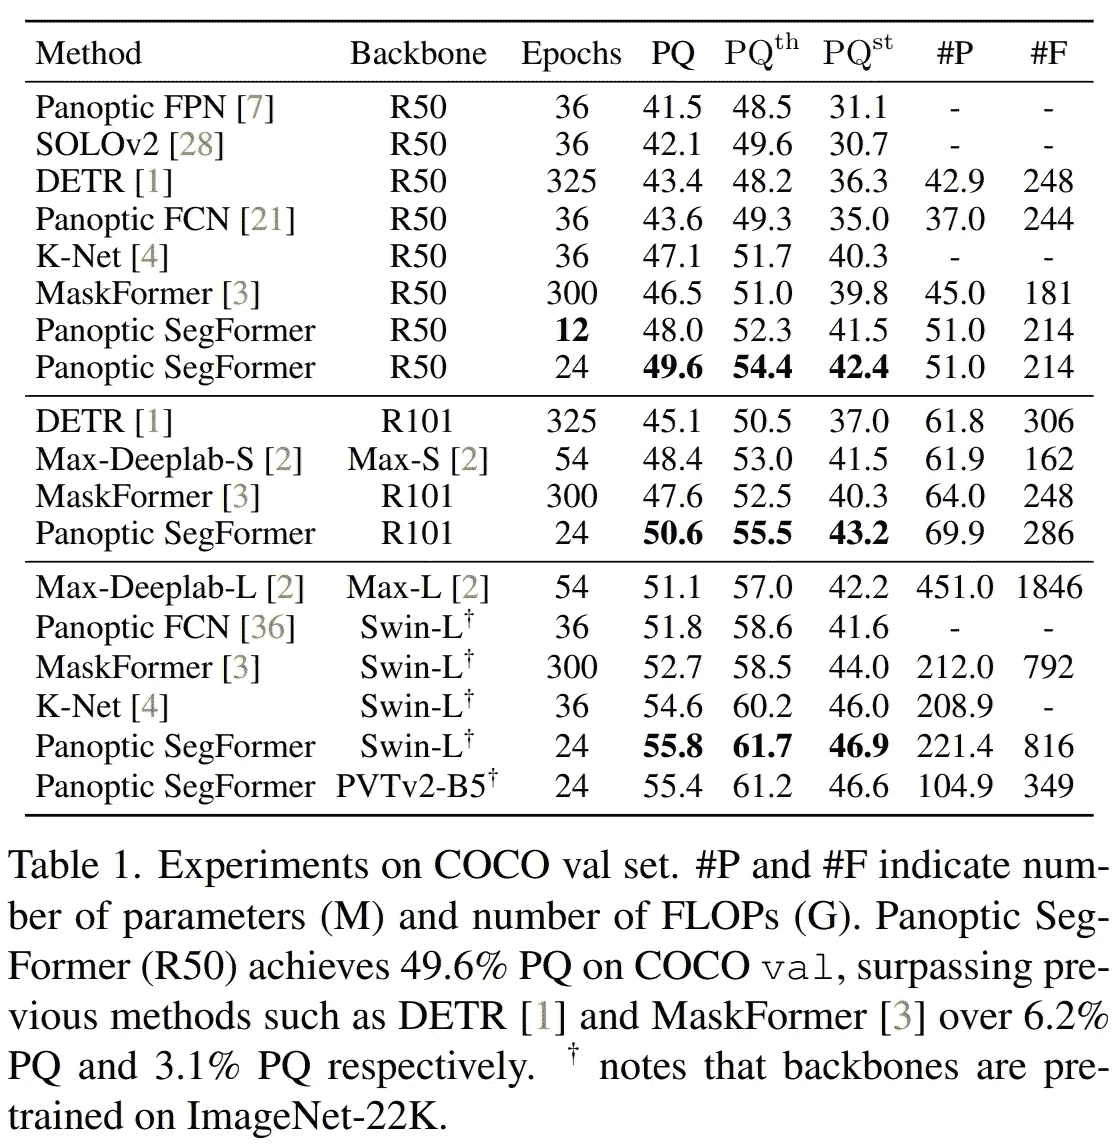 Method Backbone Epochs PQ PQ^th PQ^st #P #F
Panoptic FPN [7] R50 36 41.5 48.5 31.1 - -
SOLOv2 [28] R50 36 42.1 49.6 30.7 - -
DETR [1] R50 325 43.4 48.2 36.3 42.9 248
Panoptic FCN [21] R50 36 43.6 49.3 35.0 37.0 244
K-Net [4] R50 36 47.1 51.7 40.3 - -
MaskFormer [3] R50 300 46.5 51.0 39.8 45.0 181
Panoptic SegFormer R50 12 48.0 52.3 41.5 51.0 214
Panoptic SegFormer R50 24 49.6 54.4 42.4 51.0 214
DETR [1] R101 325 45.1 50.5 37.0 61.8 306
Max-Deeplab-S [2] Max-S [2] 54 48.4 53.0 41.5 61.9 162
MaskFormer [3] R101 300 47.6 52.5 40.3 64.0 248
Panoptic SegFormer R101 24 50.6 55.5 43.2 69.9 286
Max-Deeplab-L [2] Max-L [2] 54 51.1 57.0 42.2 451.0 1846
Panoptic FCN [36] Swin-L† 36 51.8 58.6 41.6 - -
MaskFormer [3] Swin-L† 300 52.7 58.5 44.0 212.0 792
K-Net [4] Swin-L† 36 54.6 60.2 46.0 208.9 -
Panoptic SegFormer Swin-L† 24 55.8 61.7 46.9 221.4 816
Panoptic SegFormer PVTv2-B5† 24 55.4 61.2 46.6 104.9 349
Table 1. Experiments on COCO val set. #P and #F indicate num-
ber of parameters (M) and number of FLOPs (G). Panoptic Seg-
Former (R50) achieves 49.6% PQ on COCO val, surpassing pre-
vious methods such as DETR [1] and MaskFormer [3] over 6.2%
PQ and 3.1% PQ respectively. † notes that backbones are pre-
trained on ImageNet-22K.